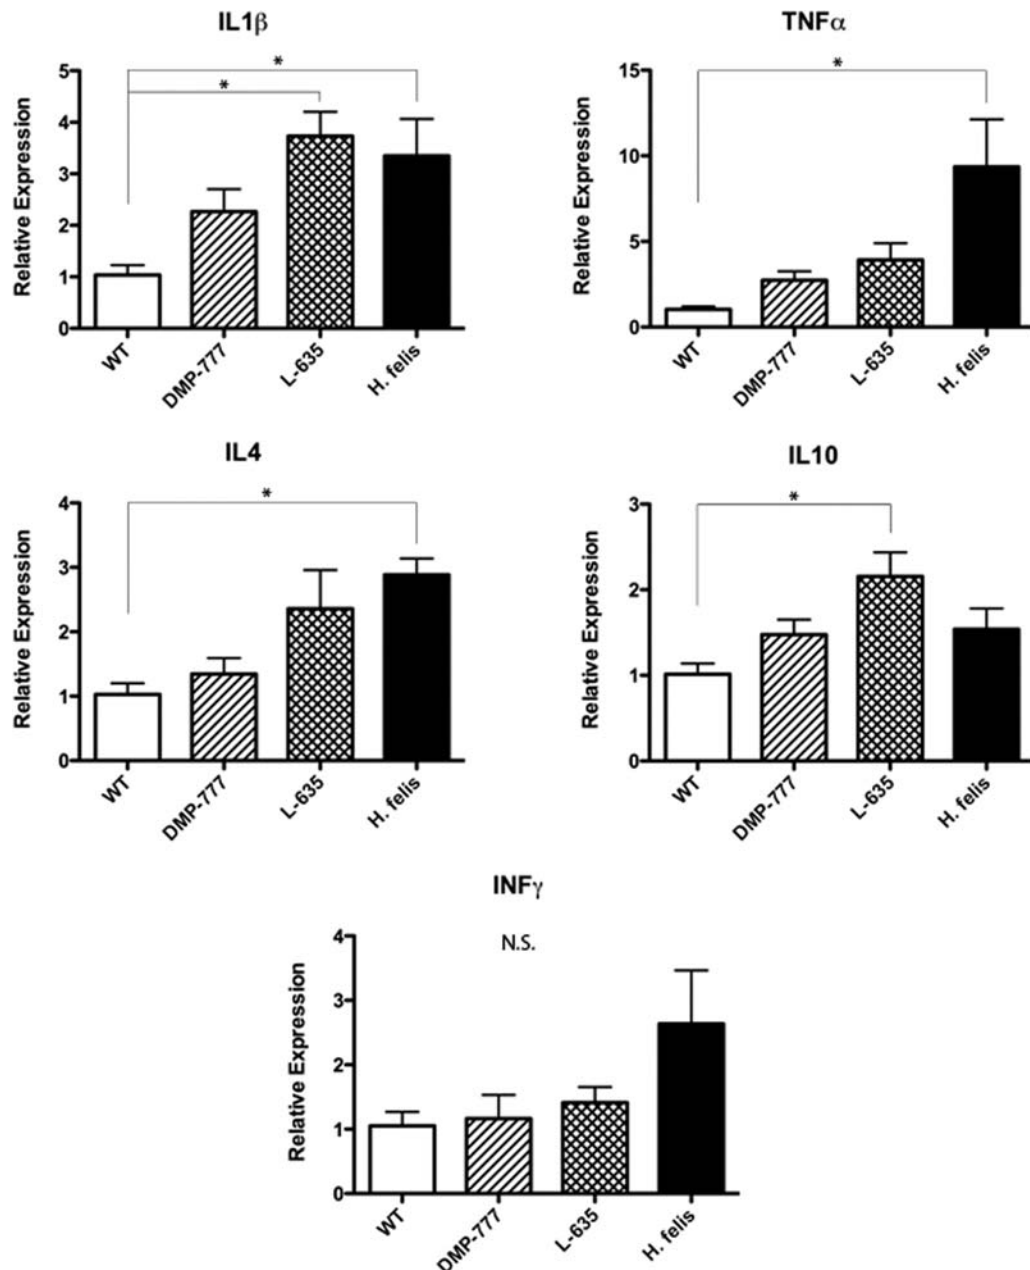 IL1β
*
*
Relative Expression
5
4
3
2
1
0
WT
DMP-777
L-635
H. felis
TNFα
*
Relative Expression
15
10
5
0
WT
DMP-777
L-635
H. felis
IL4
*
Relative Expression
4
3
2
1
0
WT
DMP-777
L-635
H. felis
IL10
*
Relative Expression
3
2
1
0
WT
DMP-777
L-635
H. felis
INFγ
N.S.
Relative Expression
4
3
2
1
0
WT
DMP-777
L-635
H. felis